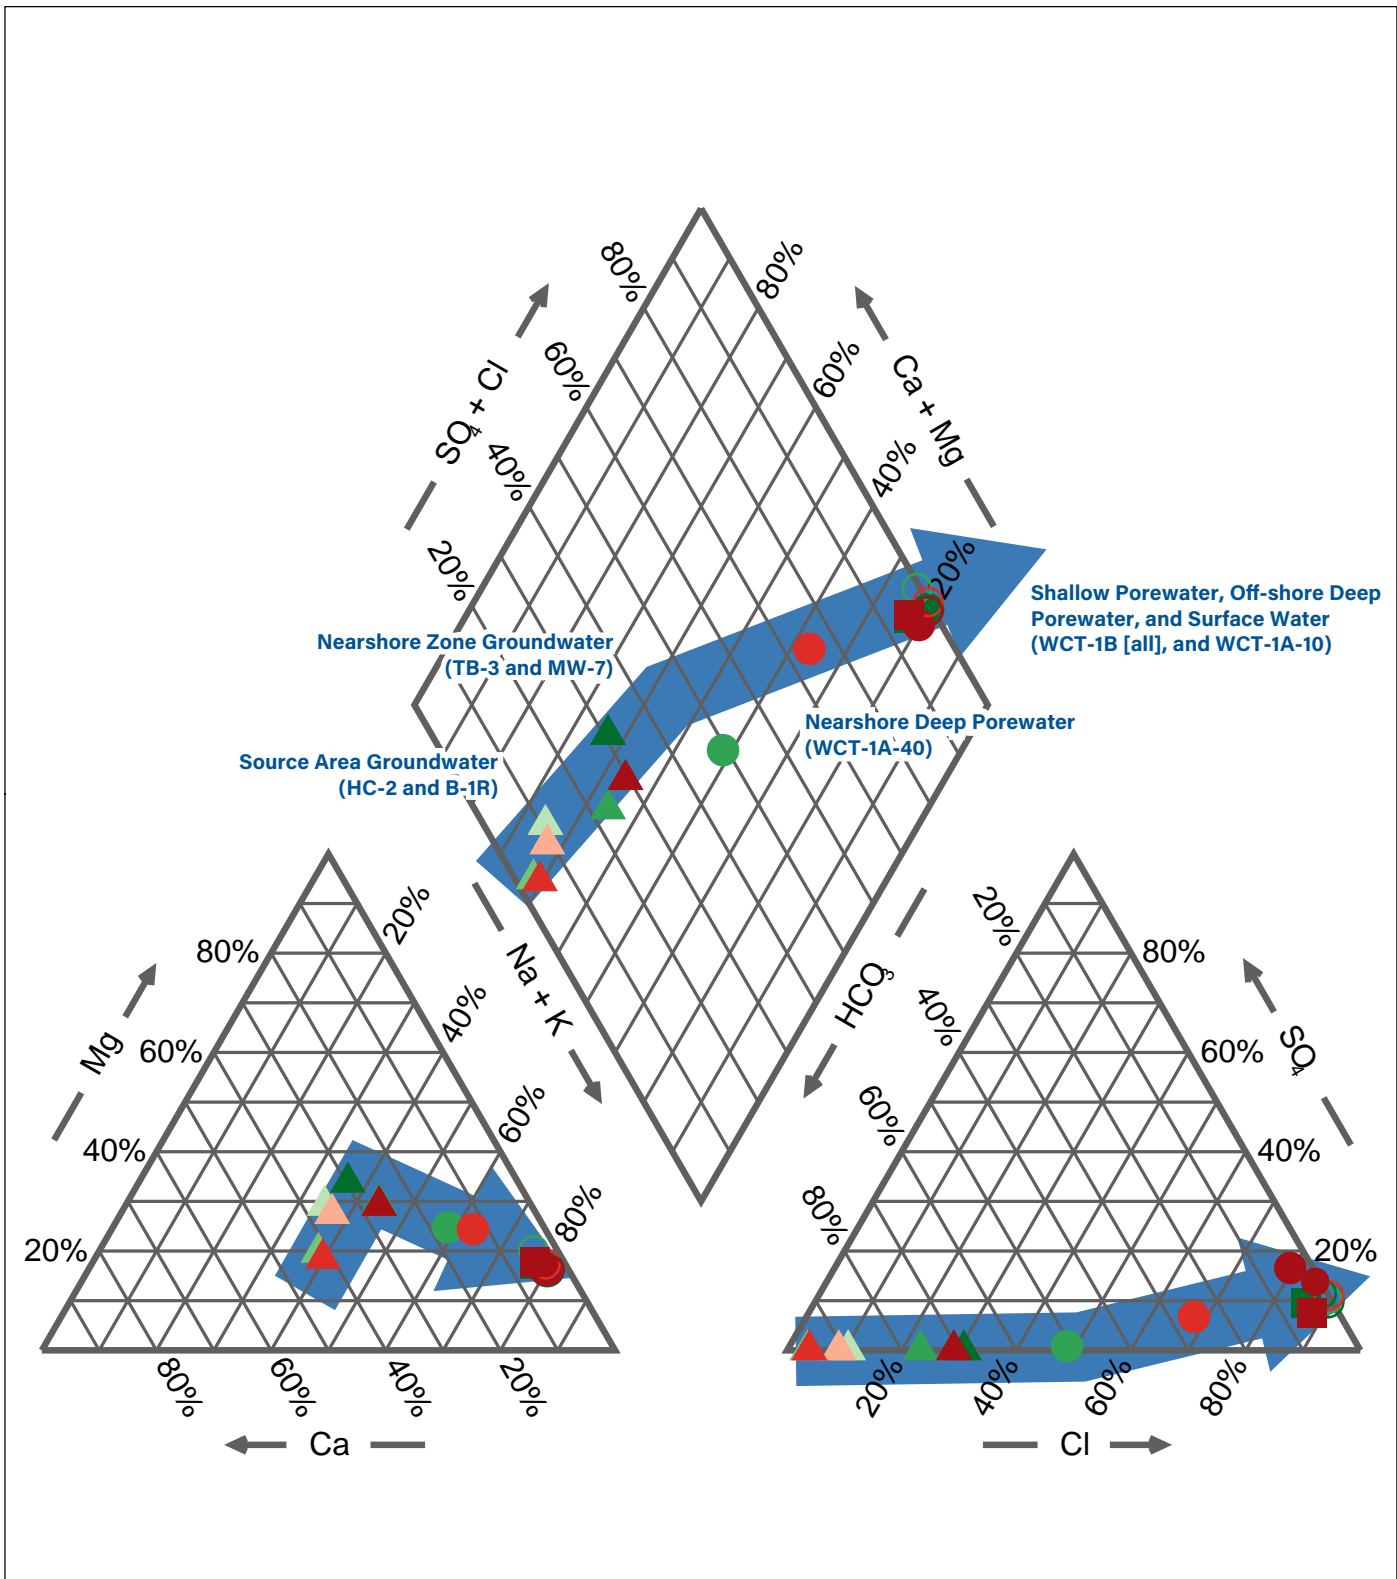 80%
80%
SO4 + Cl
Ca + Mg
60%
60%
40%
40%
20%
20%
Shallow Porewater, Off-shore Deep
Porewater, and Surface Water
(WCT-1B [all], and WCT-1A-10)
Nearshore Zone Groundwater
(TB-3 and MW-7)
Nearshore Deep Porewater
(WCT-1A-40)
Source Area Groundwater
(HC-2 and B-1R)
Na + K
HCO3
Mg
80%
60%
40%
20%
20%
40%
60%
80%
80%
60%
40%
20%
Ca
20%
40%
60%
80%
80%
60%
40%
20%
SO4
20%
40%
60%
80%
Cl